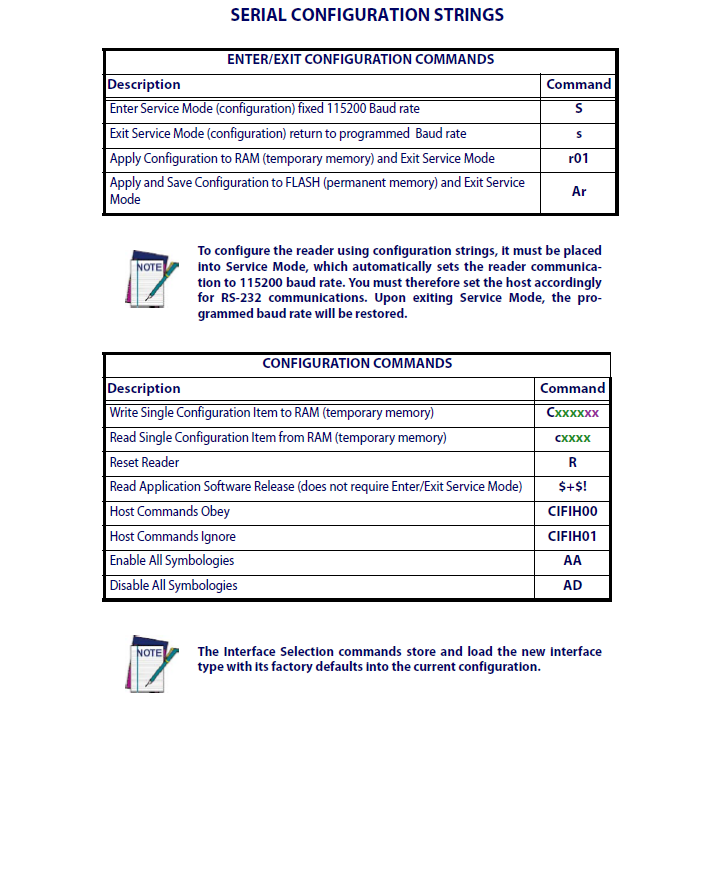 SERIAL CONFIGURATION STRINGS
ENTER/EXIT CONFIGURATION COMMANDS
Description Command
Enter Service Mode (configuration) fixed 115200 Baud rate S
Exit Service Mode (configuration) return to programmed Baud rate s
Apply Configuration to RAM (temporary memory) and Exit Service Mode r01
Apply and Save Configuration to FLASH (permanent memory) and Exit Service
Mode
Ar
NOTE
To configure the reader using configuration strings, it must be placed
into Service Mode, which automatically sets the reader communica-
tion to 115200 baud rate. You must therefore set the host accordingly
for RS-232 communications. Upon exiting Service Mode, the pro-
grammed baud rate will be restored.
CONFIGURATION COMMANDS
Description Command
Write Single Configuration Item to RAM (temporary memory) Cxxxxxx
Read Single Configuration Item from RAM (temporary memory) cxxxx
Reset Reader R
Read Application Software Release (does not require Enter/Exit Service Mode) $+$!
Host Commands Obey CIFIH00
Host Commands Ignore CIFIH01
Enable All Symbologies AA
Disable All Symbologies AD
NOTE
The Interface Selection commands store and load the new interface
type with its factory defaults into the current configuration.